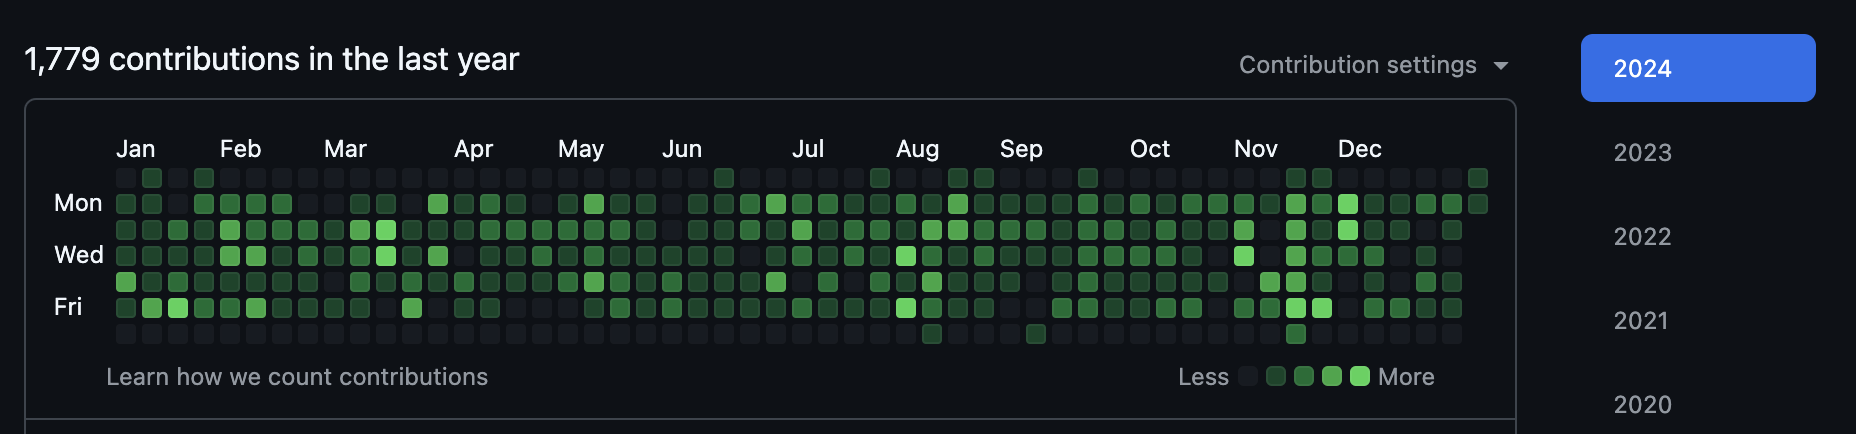 1,779 contributions in the last year
Contribution settings
2024
2023
2022
2021
2020
Jan Feb Mar Apr May Jun Jul Aug Sep Oct Nov Dec
Mon
Wed
Fri
Learn how we count contributions
Less More